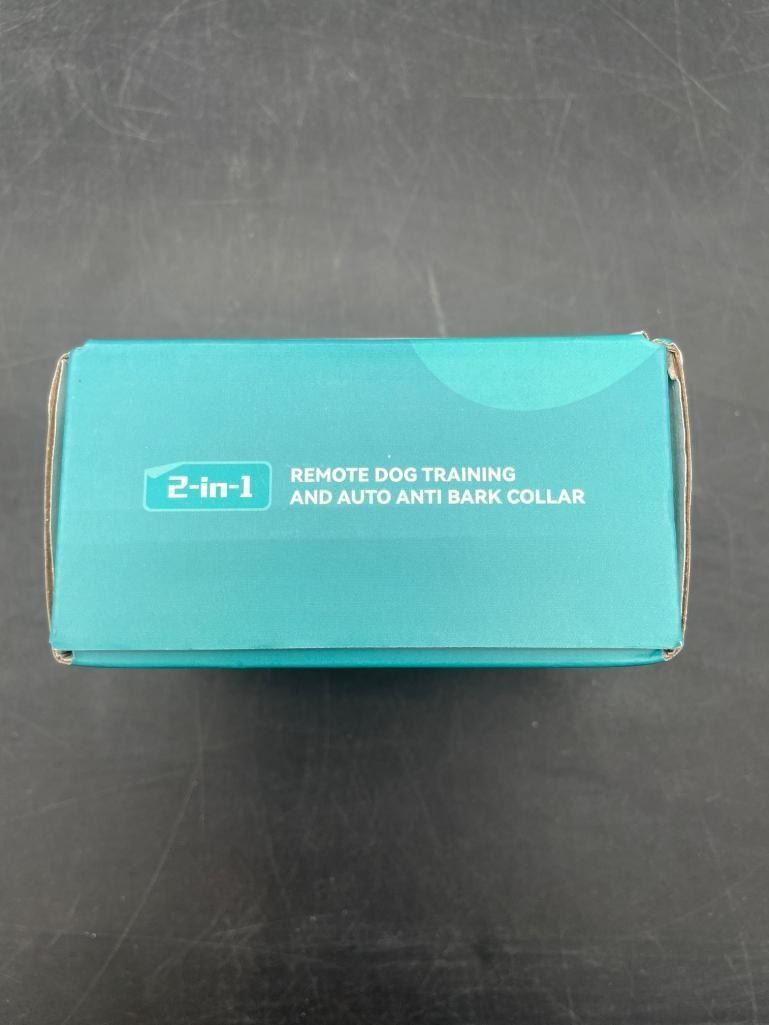 2-in-1
REMOTE DOG TRAINING
AND AUTO ANTI BARK COLLAR